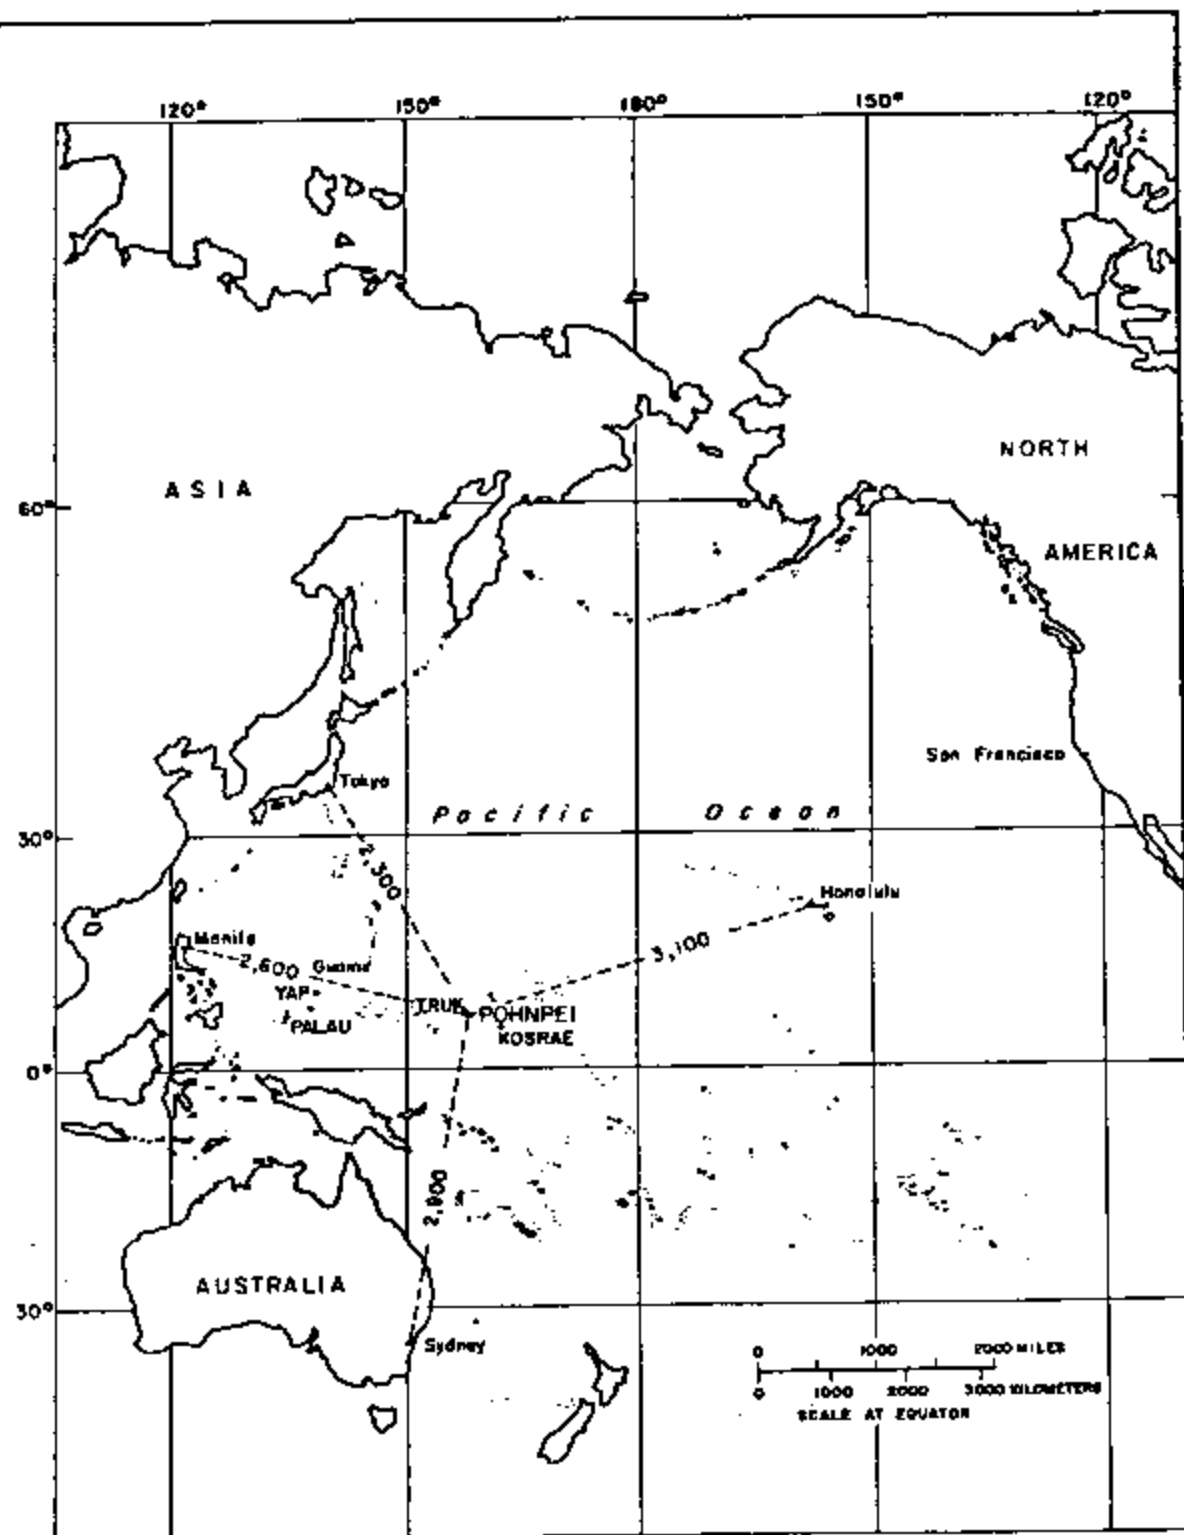 120° 150° 180° 150° 120°
NORTH
ASIA
60°
AMERICA
San Francisco
Tokyo
Pacific Ocean
30°
2,300
Honolulu
Manila
3,100
2,600 Guam
YAP
TRUK POHNPEI
PALAU KOSRAE
0°
2,900
AUSTRALIA
30°
Sydney
0 1000 2000 MILES
0 1000 2000 3000 KILOMETERS
SCALE AT EQUATOR